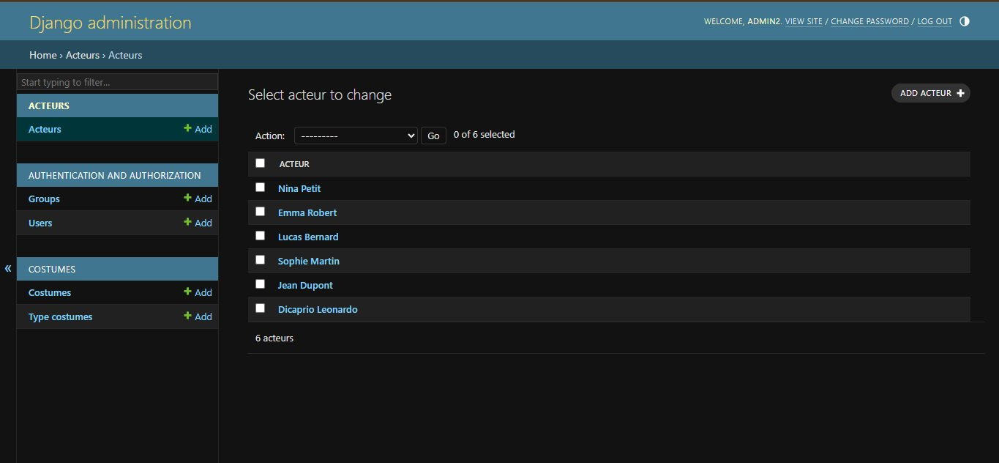 Django administration
WELCOME, ADMIN2. VIEW SITE / CHANGE PASSWORD / LOG OUT
Home › Acteurs › Acteurs
Start typing to filter...
ACTEURS
Acteurs + Add
AUTHENTICATION AND AUTHORIZATION
Groups + Add
Users + Add
«
COSTUMES
Costumes + Add
Type costumes + Add
Select acteur to change
ADD ACTEUR +
Action: --------- Go 0 of 6 selected
ACTEUR
Nina Petit
Emma Robert
Lucas Bernard
Sophie Martin
Jean Dupont
Dicaprio Leonardo
6 acteurs